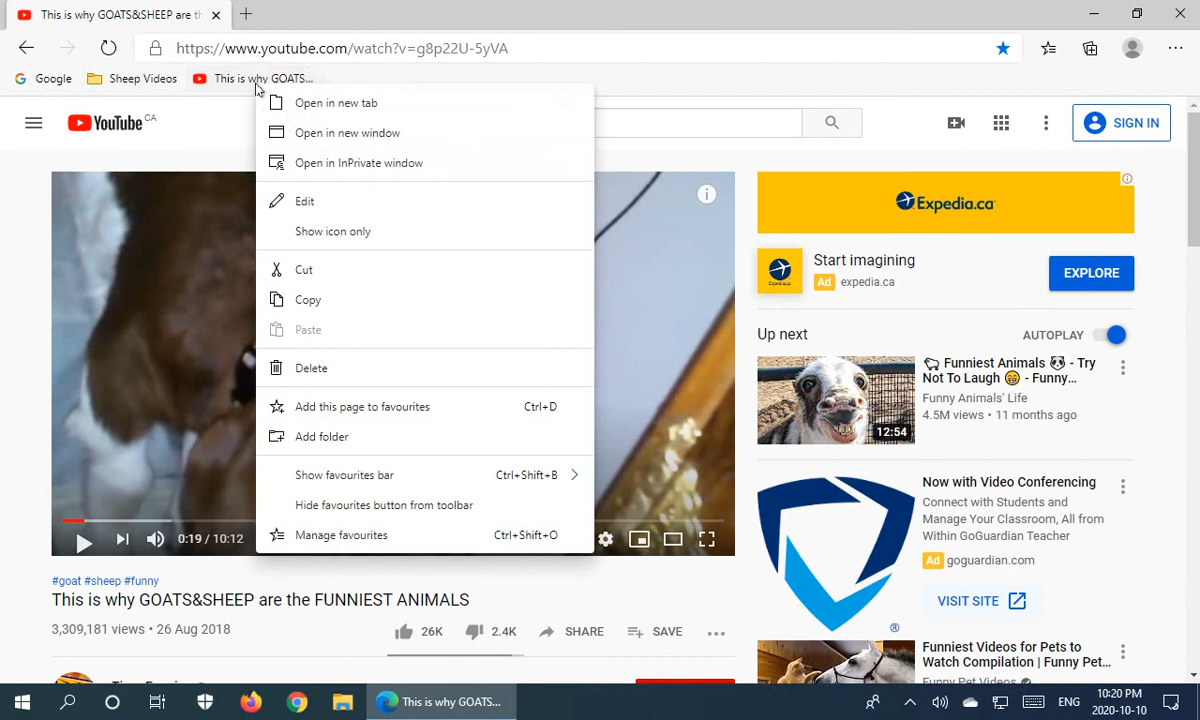 This is why GOATS&SHEEP are th
https://www.youtube.com/watch?v=g8p22U-5yVA
Google
Sheep Videos
This is why GOATS...
YouTube CA
SIGN IN
Open in new tab
Open in new window
Open in InPrivate window
Edit
Show icon only
Cut
Copy
Paste
Delete
Add this page to favourites Ctrl+D
Add folder
Show favourites bar Ctrl+Shift+B
Hide favourites button from toolbar
Manage favourites Ctrl+Shift+O
0:19 / 10:12
#goat #sheep #funny
This is why GOATS&SHEEP are the FUNNIEST ANIMALS
3,309,181 views • 26 Aug 2018
26K
2.4K
SHARE
SAVE
Expedia.ca
Start imagining
Ad expedia.ca
EXPLORE
Up next
AUTOPLAY
12:54
Funniest Animals - Try
Not To Laugh - Funny...
Funny Animals' Life
4.5M views • 11 months ago
Now with Video Conferencing
Connect with Students and
Manage Your Classroom, All from
Within GoGuardian Teacher
Ad goguardian.com
VISIT SITE
Funniest Videos for Pets to
Watch Compilation | Funny Pet...
Funny Pet Videos
This is why GOATS...
ENG
10:20 PM
2020-10-10